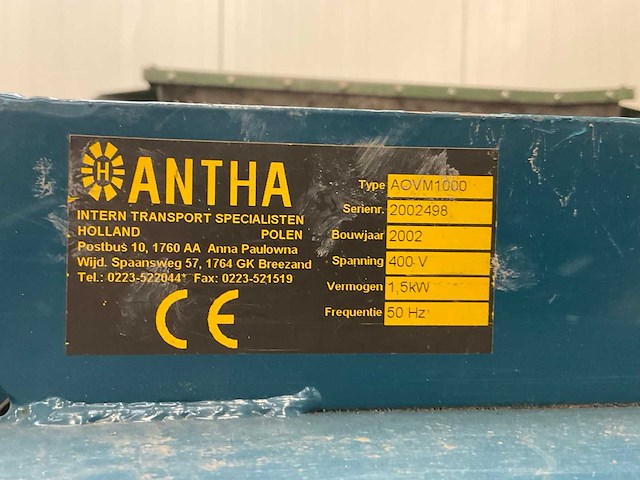 H ANTHA
INTERN TRANSPORT SPECIALISTEN
HOLLAND POLEN
Postbus 10, 1760 AA Anna Paulowna
Wijd. Spaansweg 57, 1764 GK Breezand
Tel.: 0223-522044* Fax: 0223-521519
CE
Type AOVM1000
Serienr. 2002498
Bouwjaar 2002
Spanning 400 V
Vermogen 1,5kW
Frequentie 50 Hz